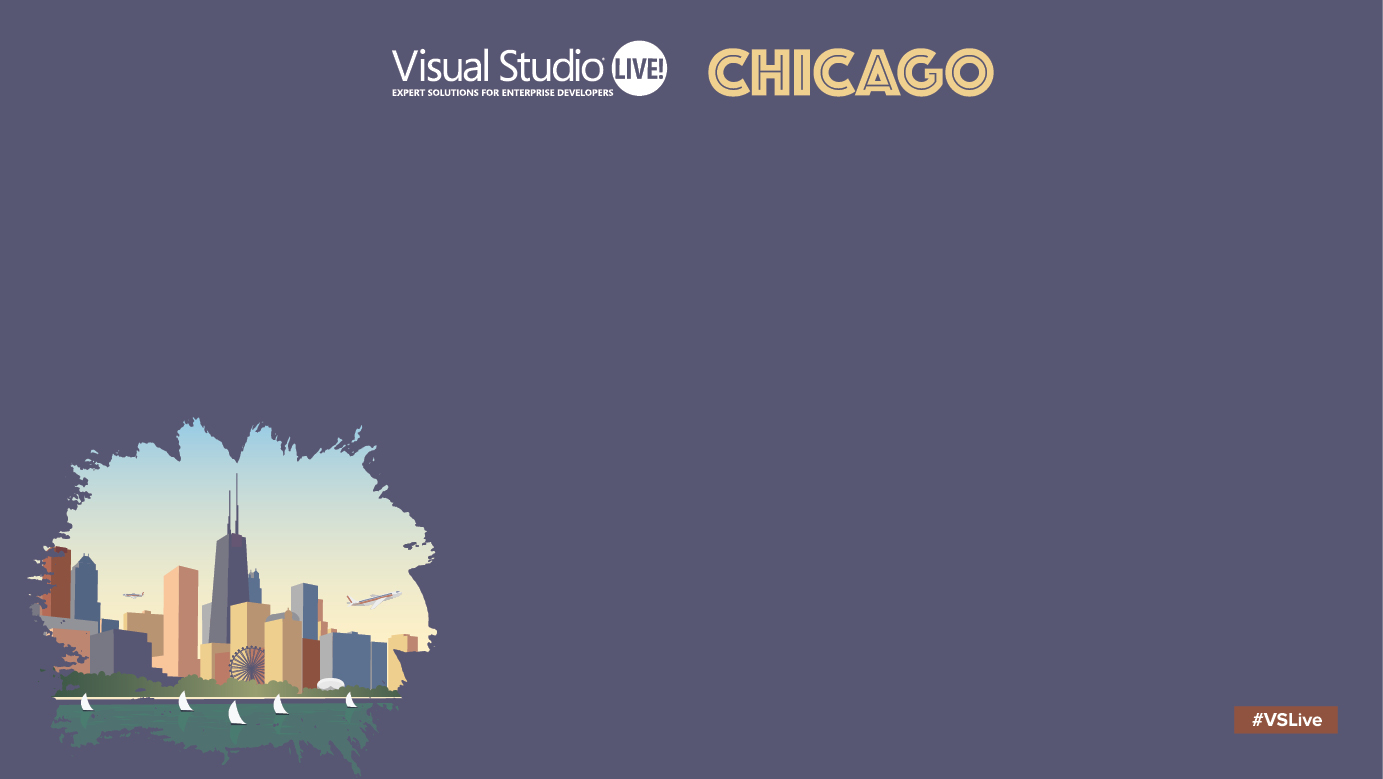 Visual Studio LIVE! CHICAGO
EXPERT SOLUTIONS FOR ENTERPRISE DEVELOPERS
#VSLive